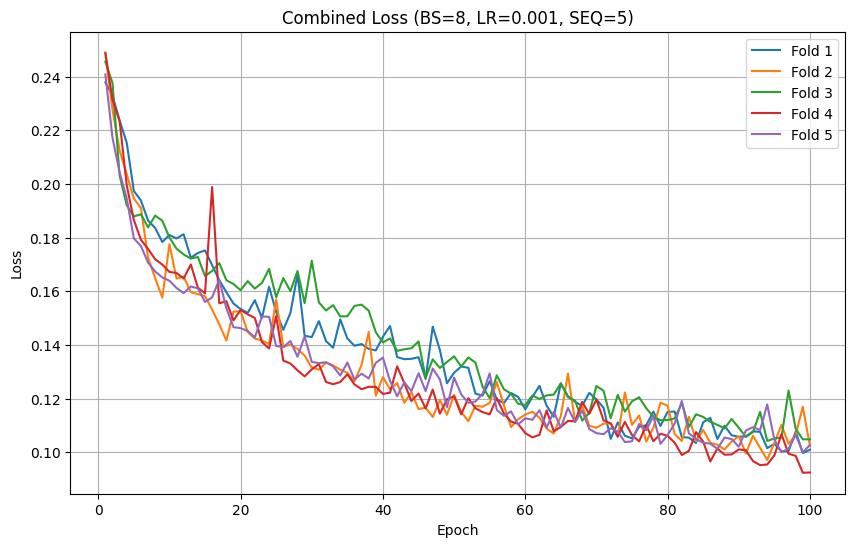 Combined Loss (BS=8, LR=0.001, SEQ=5)
Fold 1
Fold 2
Fold 3
Fold 4
Fold 5
Loss
0.24
0.22
0.20
0.18
0.16
0.14
0.12
0.10
0
20
40
60
80
100
Epoch